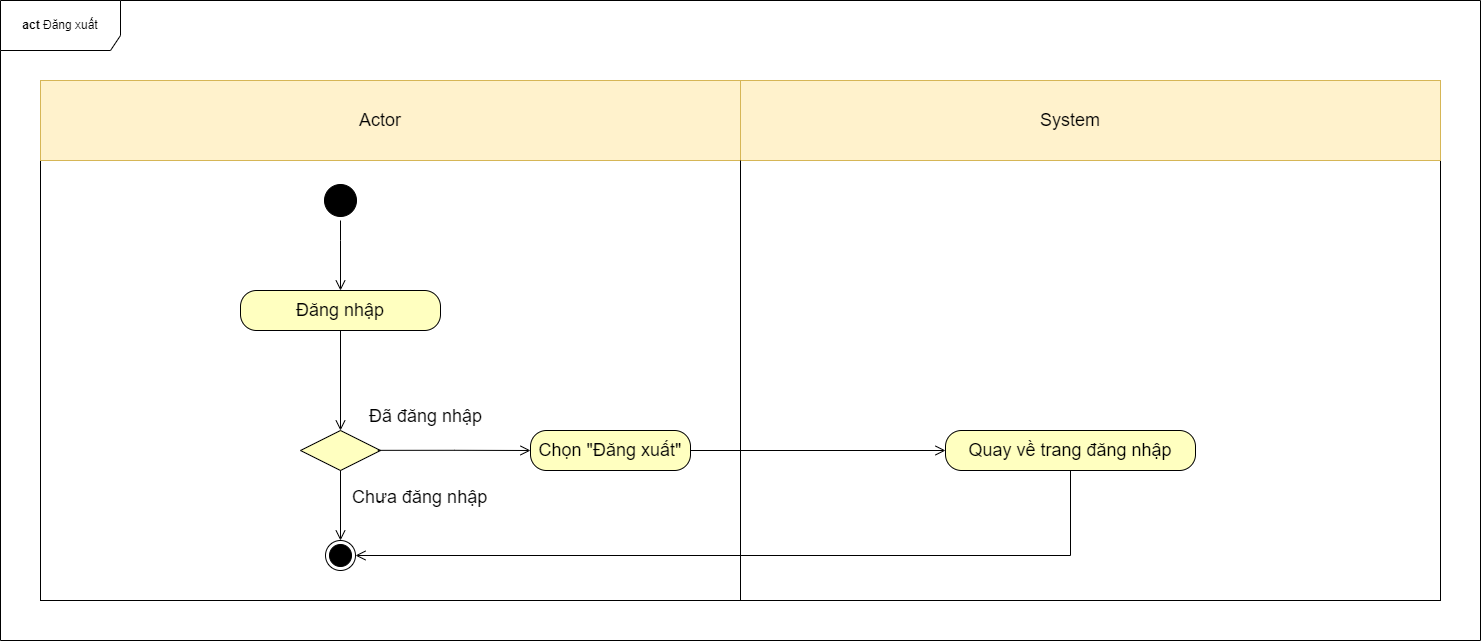 act Đăng xuất
Actor
System
Đăng nhập
Đã đăng nhập
Chọn "Đăng xuất"
Quay về trang đăng nhập
Chưa đăng nhập